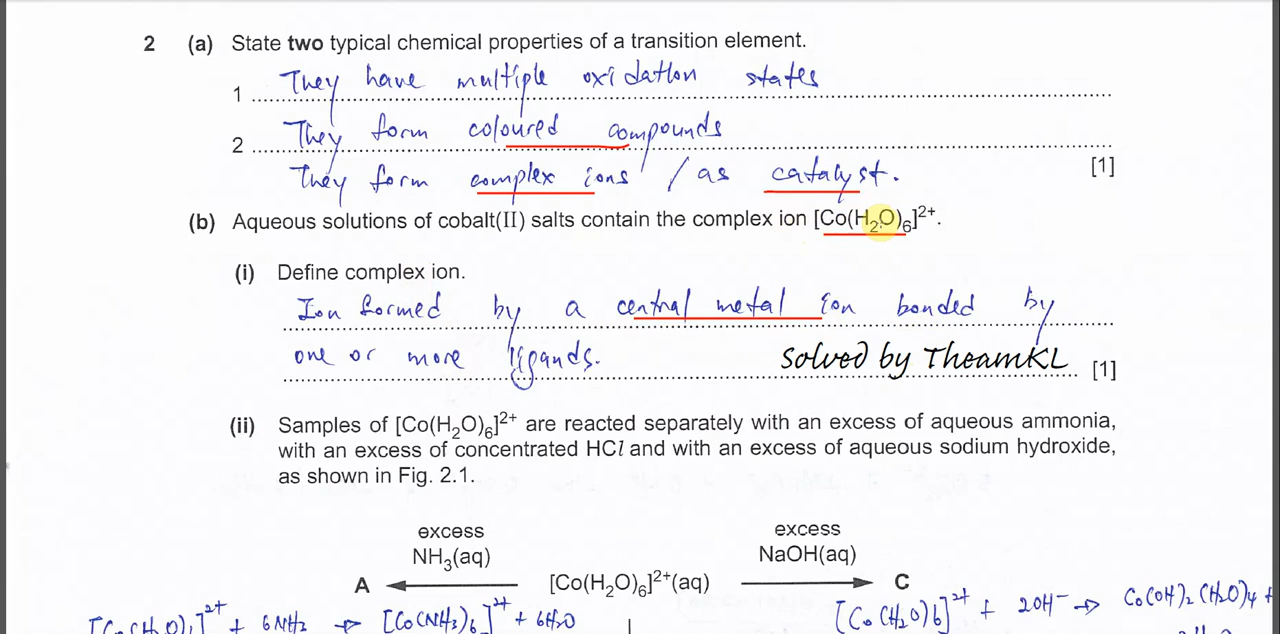 2 (a) State two typical chemical properties of a transition element.
They have multiple oxidation states
1
They form coloured compounds
2
They form complex ions / as catalyst.
[1]
(b) Aqueous solutions of cobalt(II) salts contain the complex ion [Co(H₂O)₆]²⁺.
(i) Define complex ion.
Ion formed by a central metal ion bonded by
one or more ligands.
Solved by TheamKL [1]
(ii) Samples of [Co(H₂O)₆]²⁺ are reacted separately with an excess of aqueous ammonia,
with an excess of concentrated HCl and with an excess of aqueous sodium hydroxide,
as shown in Fig. 2.1.
excess excess
NH₃(aq) NaOH(aq)
A ← [Co(H₂O)₆]²⁺(aq) → C
[Co(H₂O)₆]²⁺ + 6NH₃ → [Co(NH₃)₆]²⁺ + 6H₂O
[Co(H₂O)₆]²⁺ + 2OH⁻ → Co(OH)₂(H₂O)₄ +